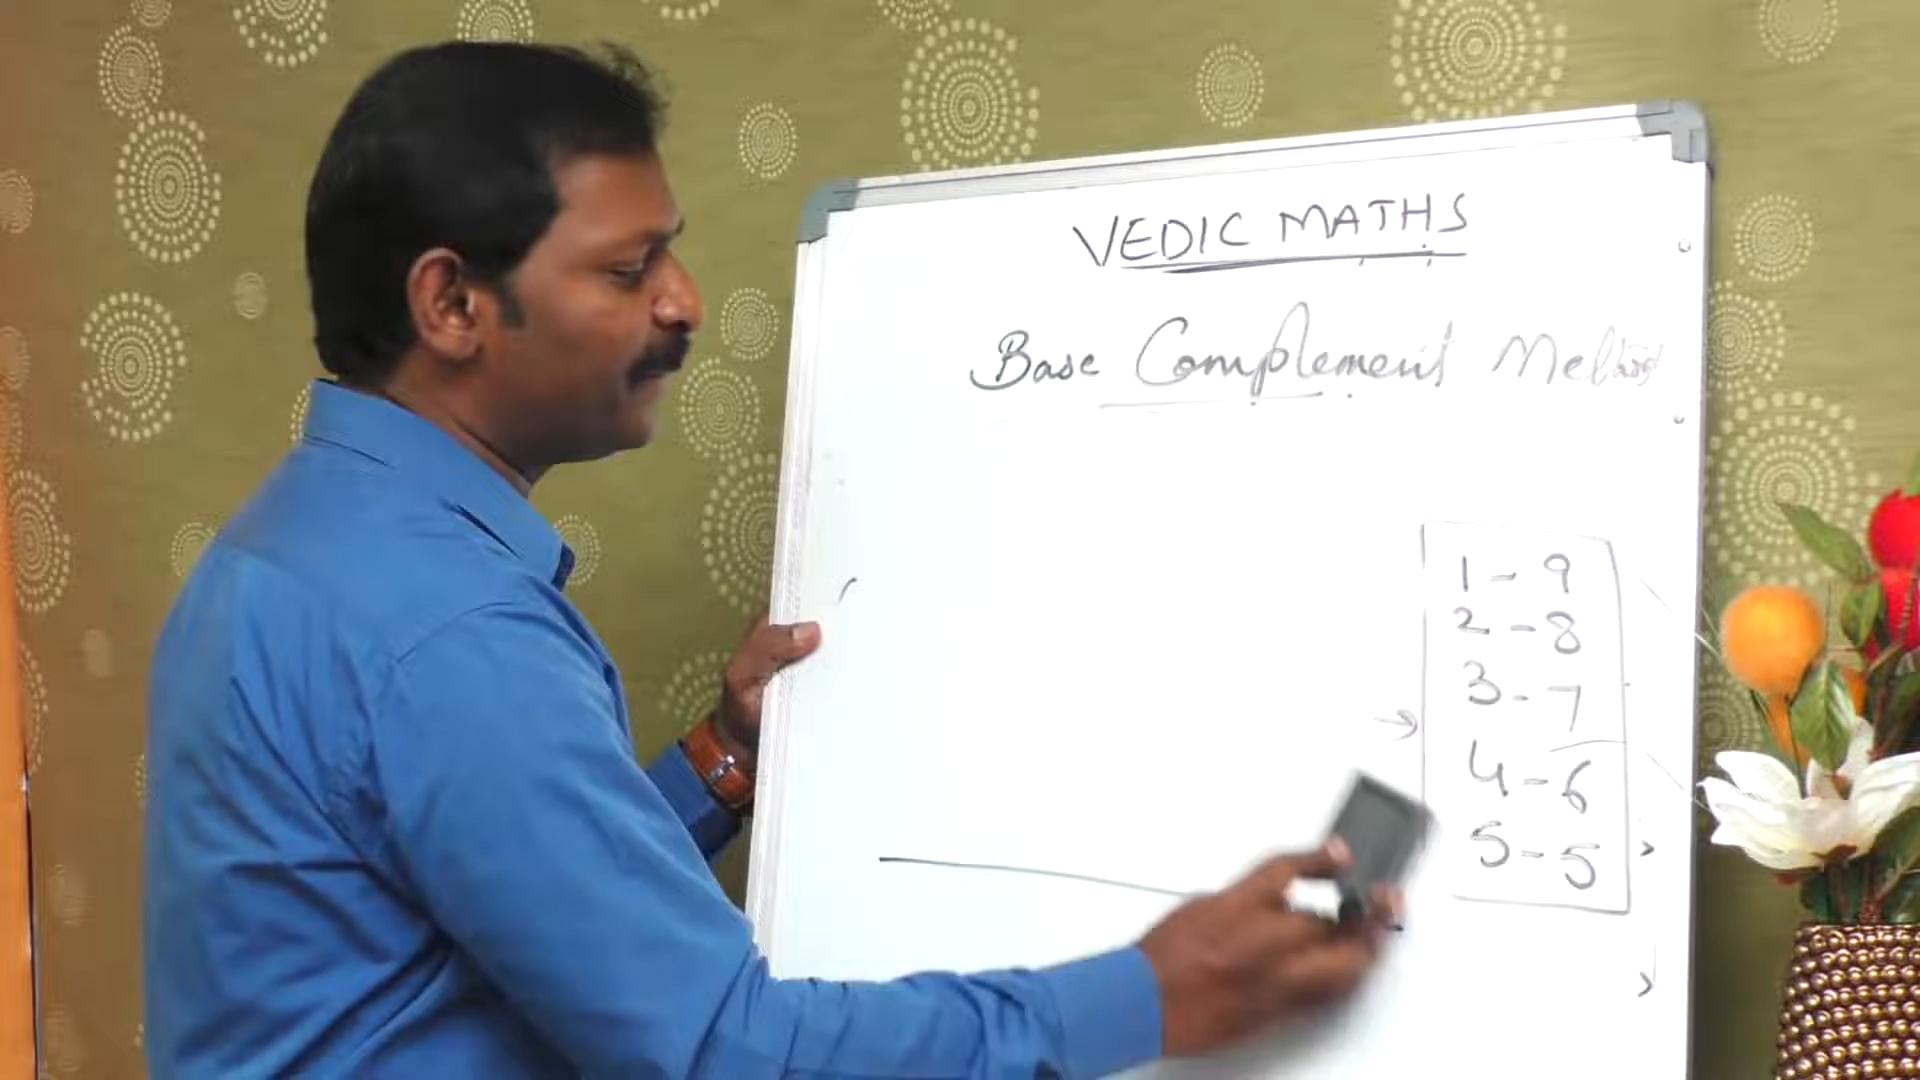 VEDIC MATHS
Base Complement Method
1 - 9
2 - 8
3 - 7
4 - 6
5 - 5